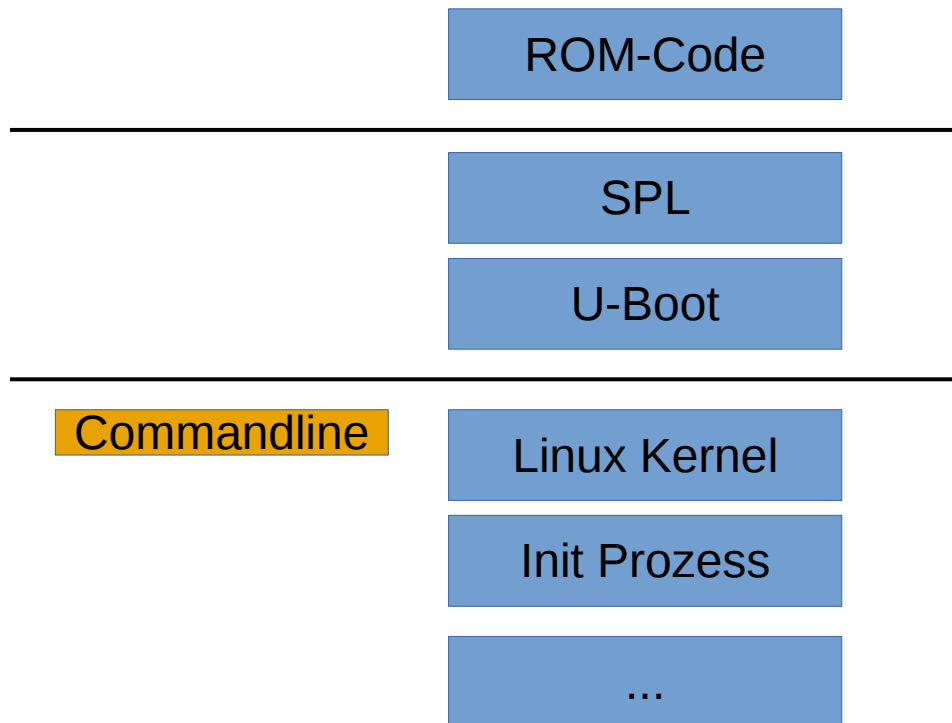 ROM-Code
SPL
U-Boot
Commandline
Linux Kernel
Init Prozess
...